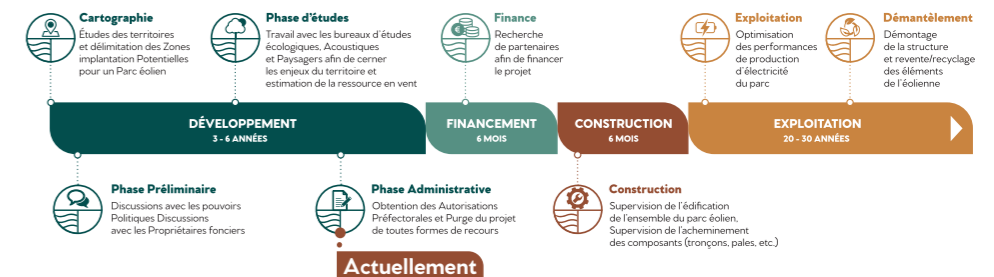 Cartographie
Études des territoires
et délimitation des Zones
implantation Potentielles
pour un Parc éolien
Phase d'études
Travail avec les bureaux d'études
écologiques, Acoustiques
et Paysagers afin de cerner
les enjeux du territoire et
estimation de la ressource en vent
Finance
Recherche
de partenaires
afin de financer
le projet
Exploitation
Optimisation
des performances
de production
d'électricité
du parc
Démantèlement
Démontage
de la structure
et revente/recyclage
des éléments
de l'éolienne
DÉVELOPPEMENT
3 - 6 ANNÉES
FINANCEMENT
6 MOIS
CONSTRUCTION
6 MOIS
EXPLOITATION
20 - 30 ANNÉES
Phase Préliminaire
Discussions avec les pouvoirs
Politiques Discussions
avec les Propriétaires fonciers
Phase Administrative
Obtention des Autorisations
Préfectorales et Purge du projet
de toutes formes de recours
Construction
Supervision de l'édification
de l'ensemble du parc éolien,
Supervision de l'acheminement
des composants (tronçons, pales, etc.)
Actuellement